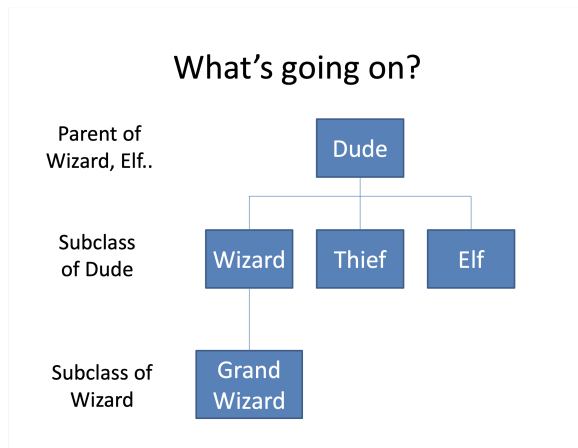 What's going on?
Parent of
Wizard, Elf..
Dude
Subclass
of Dude
Wizard
Thief
Elf
Subclass of
Wizard
Grand
Wizard